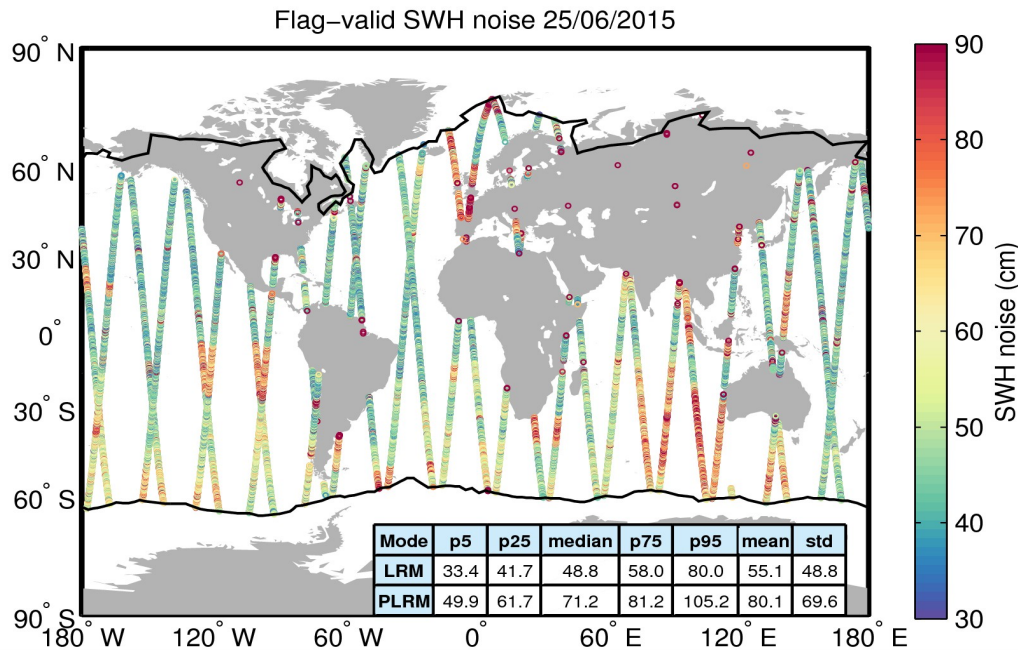 Flag−valid SWH noise 25/06/2015
90° N
60° N
30° N
0°
30° S
60° S
90° S
180° W
120° W
60° W
0°
60° E
120° E
180° E
90
80
70
60
50
40
30
SWH noise (cm)
Mode p5 p25 median p75 p95 mean std
LRM 33.4 41.7 48.8 58.0 80.0 55.1 48.8
PLRM 49.9 61.7 71.2 81.2 105.2 80.1 69.6